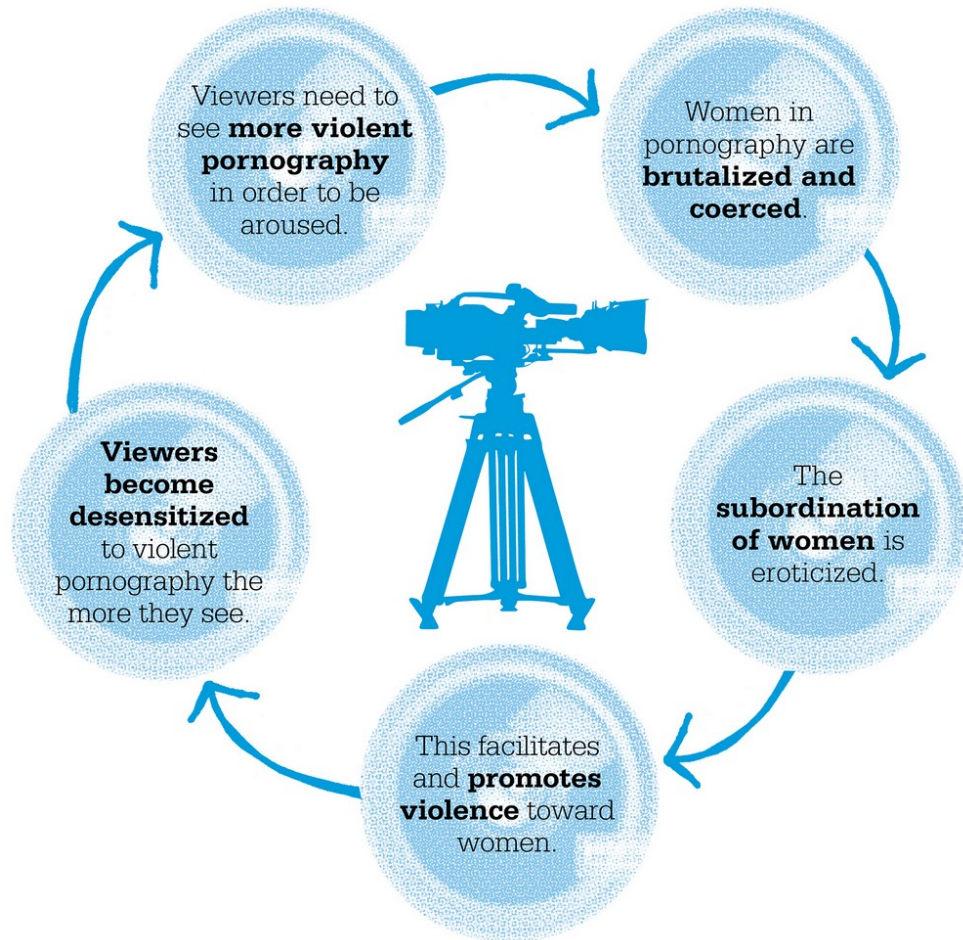 Viewers need to
see more violent
pornography
in order to be
aroused.
Women in
pornography are
brutalized and
coerced.
The
subordination
of women is
eroticized.
This facilitates
and promotes
violence toward
women.
Viewers
become
desensitized
to violent
pornography the
more they see.